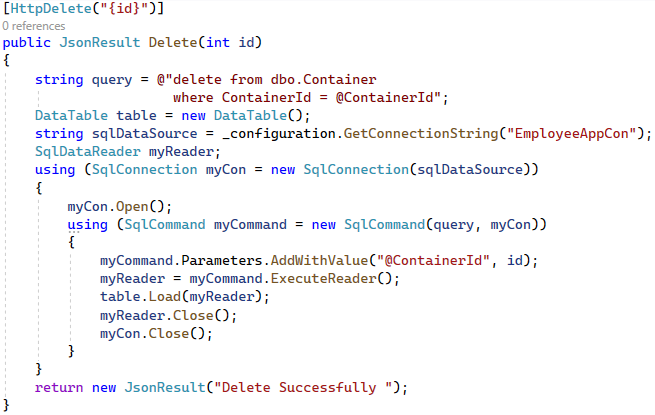 [HttpDelete("{id}")]
0 references
public JsonResult Delete(int id)
{
    string query = @"delete from dbo.Container
                     where ContainerId = @ContainerId";
    DataTable table = new DataTable();
    string sqlDataSource = _configuration.GetConnectionString("EmployeeAppCon");
    SqlDataReader myReader;
    using (SqlConnection myCon = new SqlConnection(sqlDataSource))
    {
        myCon.Open();
        using (SqlCommand myCommand = new SqlCommand(query, myCon))
        {
            myCommand.Parameters.AddWithValue("@ContainerId", id);
            myReader = myCommand.ExecuteReader();
            table.Load(myReader);
            myReader.Close();
            myCon.Close();
        }
    }
    return new JsonResult("Delete Successfully ");
}